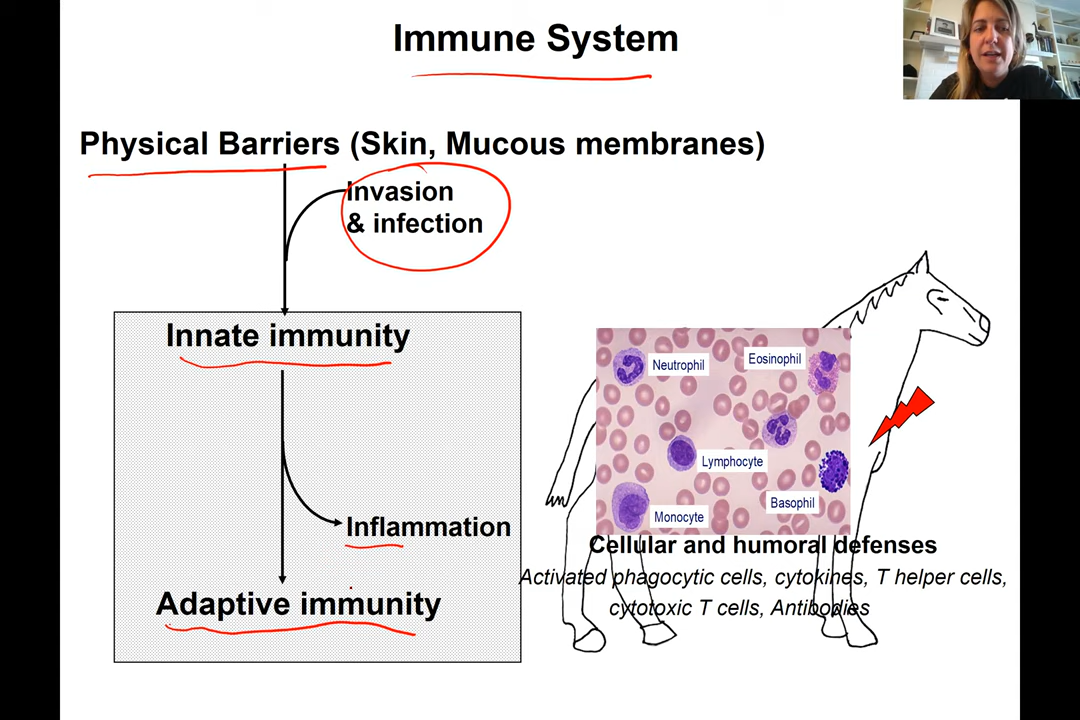 Immune System
Physical Barriers (Skin, Mucous membranes)
Invasion
& infection
Innate immunity
Inflammation
Adaptive immunity
Neutrophil
Eosinophil
Lymphocyte
Basophil
Monocyte
Cellular and humoral defenses
Activated phagocytic cells, cytokines, T helper cells,
cytotoxic T cells, Antibodies